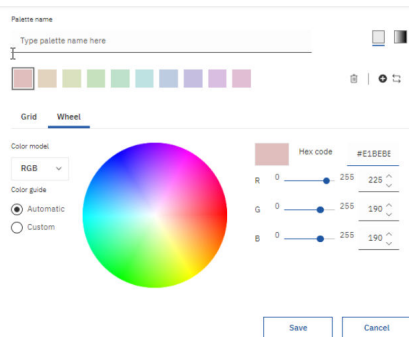 Palette name
Type palette name here
Grid Wheel
Color model
RGB
Color guide
Automatic
Custom
Hex code #E1BEBE
R 0 255 225
G 0 255 190
B 0 255 190
Save Cancel